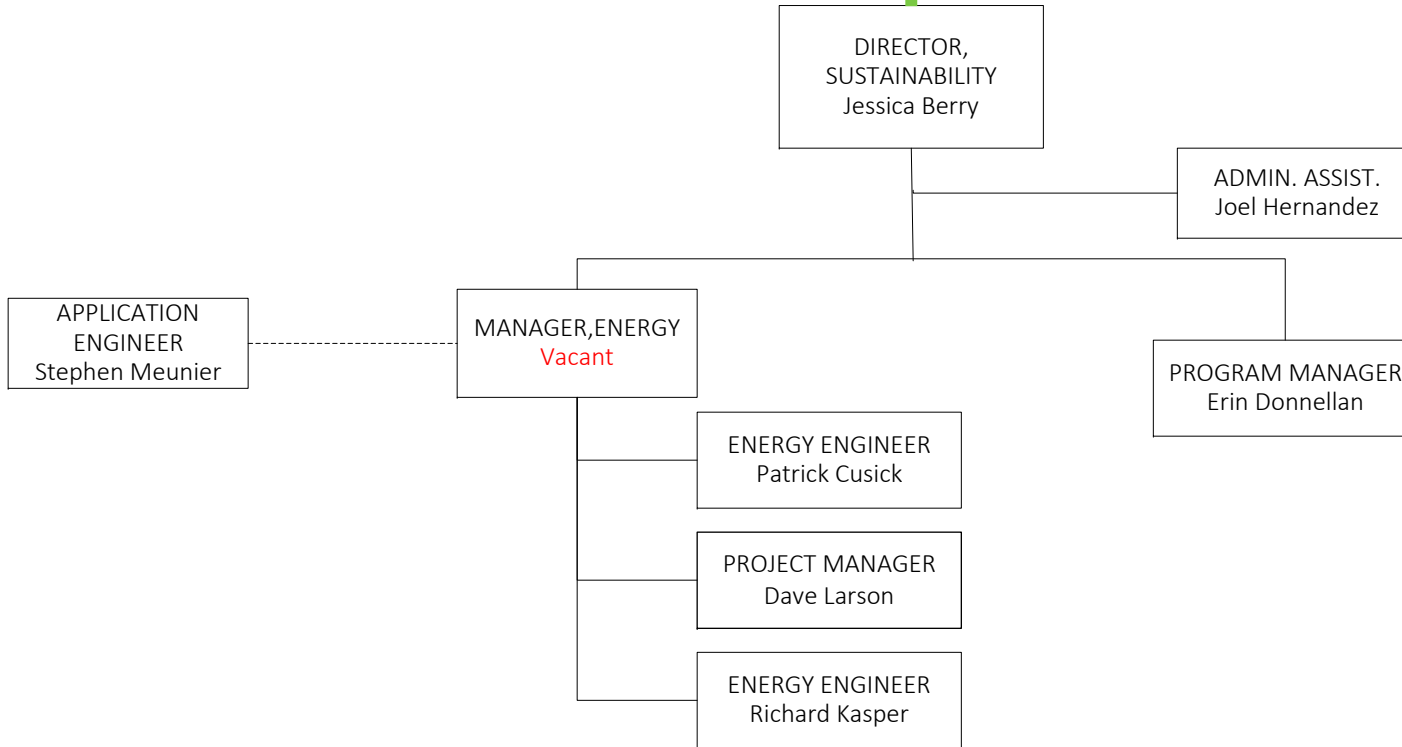 DIRECTOR,
SUSTAINABILITY
Jessica Berry
ADMIN. ASSIST.
Joel Hernandez
APPLICATION
ENGINEER
Stephen Meunier
MANAGER,ENERGY
Vacant
PROGRAM MANAGER
Erin Donnellan
ENERGY ENGINEER
Patrick Cusick
PROJECT MANAGER
Dave Larson
ENERGY ENGINEER
Richard Kasper